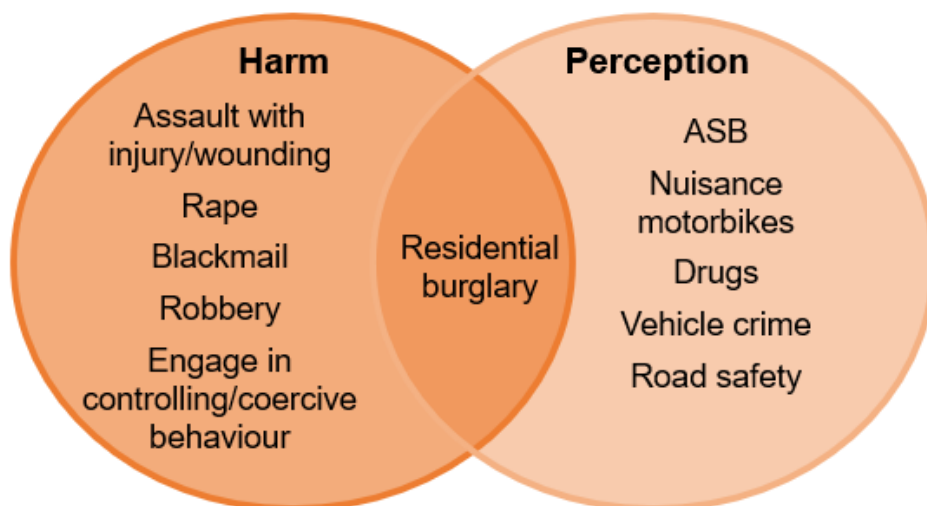 Harm
Assault with
injury/wounding
Rape
Blackmail
Robbery
Engage in
controlling/coercive
behaviour
Residential
burglary
Perception
ASB
Nuisance
motorbikes
Drugs
Vehicle crime
Road safety